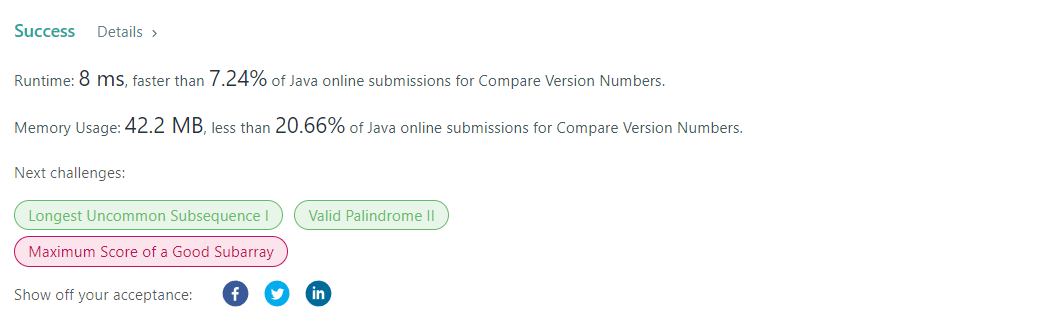 Success Details >
Runtime: 8 ms, faster than 7.24% of Java online submissions for Compare Version Numbers.
Memory Usage: 42.2 MB, less than 20.66% of Java online submissions for Compare Version Numbers.
Next challenges:
Longest Uncommon Subsequence I Valid Palindrome II
Maximum Score of a Good Subarray
Show off your acceptance: f in